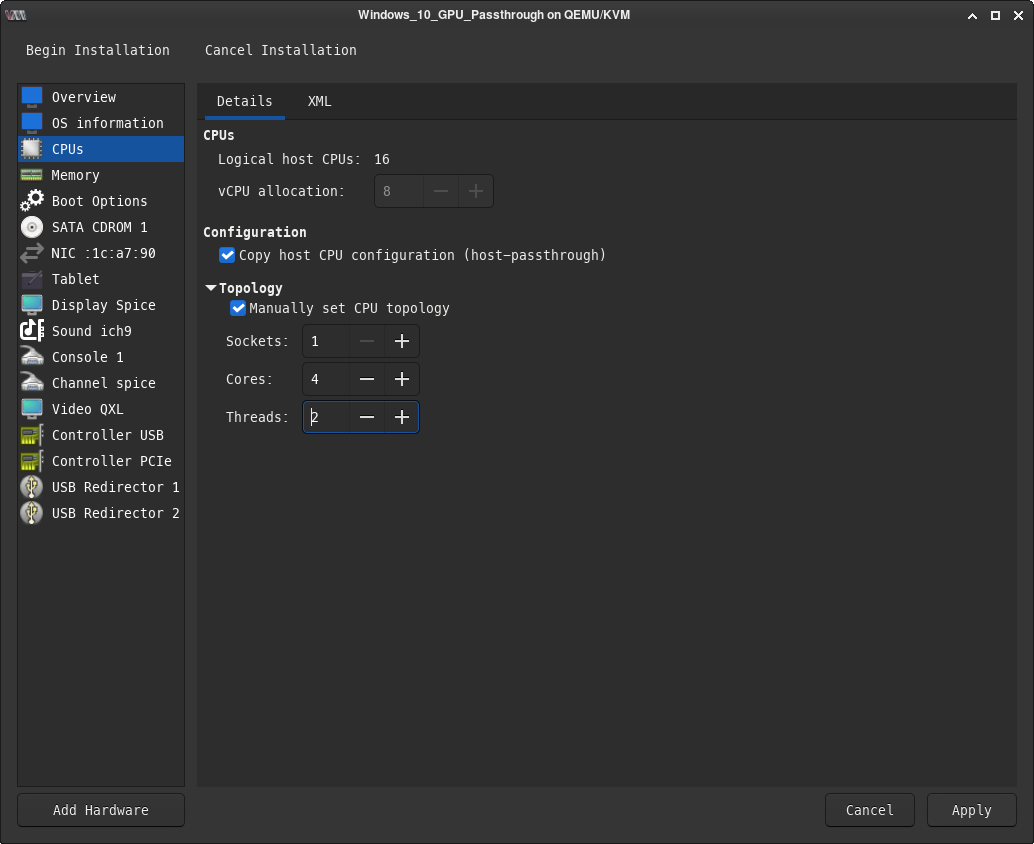 Windows_10_GPU_Passthrough on QEMU/KVM
Begin Installation Cancel Installation
Overview
OS information
CPUs
Memory
Boot Options
SATA CDROM 1
NIC :1c:a7:90
Tablet
Display Spice
Sound ich9
Console 1
Channel spice
Video QXL
Controller USB
Controller PCIe
USB Redirector 1
USB Redirector 2
Add Hardware
Details XML
CPUs
Logical host CPUs: 16
vCPU allocation: 8
Configuration
Copy host CPU configuration (host-passthrough)
Topology
Manually set CPU topology
Sockets: 1
Cores: 4
Threads: 2
Cancel Apply